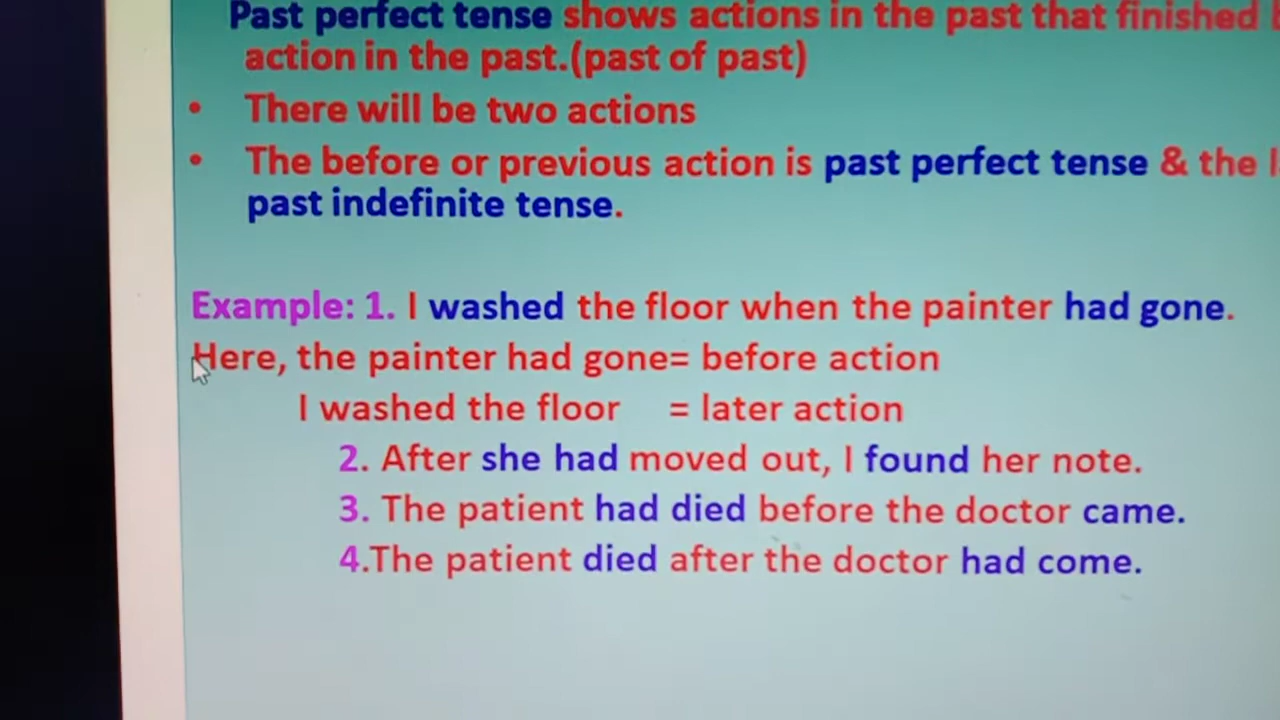 Past perfect tense shows actions in the past that finished
action in the past.(past of past)
• There will be two actions
• The before or previous action is past perfect tense & the
past indefinite tense.
Example: 1. I washed the floor when the painter had gone.
Here, the painter had gone= before action
I washed the floor = later action
2. After she had moved out, I found her note.
3. The patient had died before the doctor came.
4.The patient died after the doctor had come.